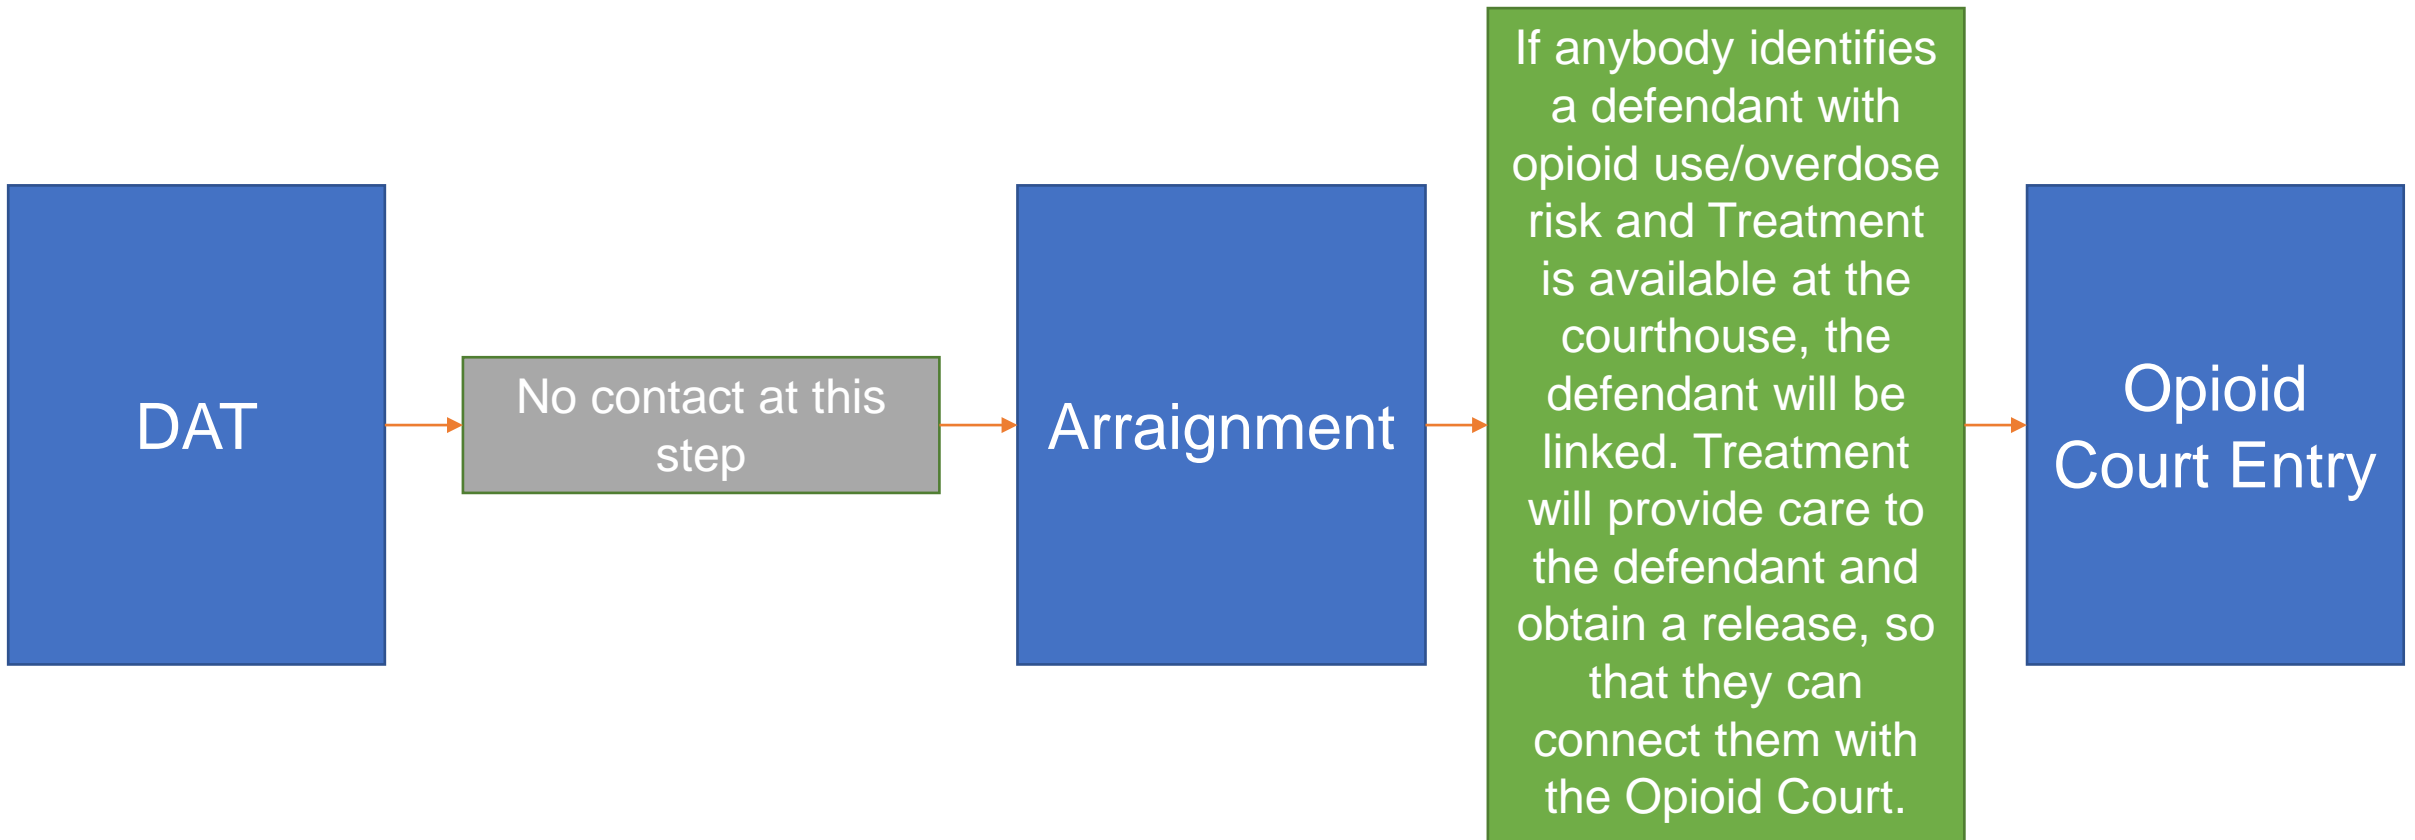 DAT
No contact at this
step
Arraignment
If anybody identifies
a defendant with
opioid use/overdose
risk and Treatment
is available at the
courthouse, the
defendant will be
linked. Treatment
will provide care to
the defendant and
obtain a release, so
that they can
connect them with
the Opioid Court.
Opioid
Court Entry